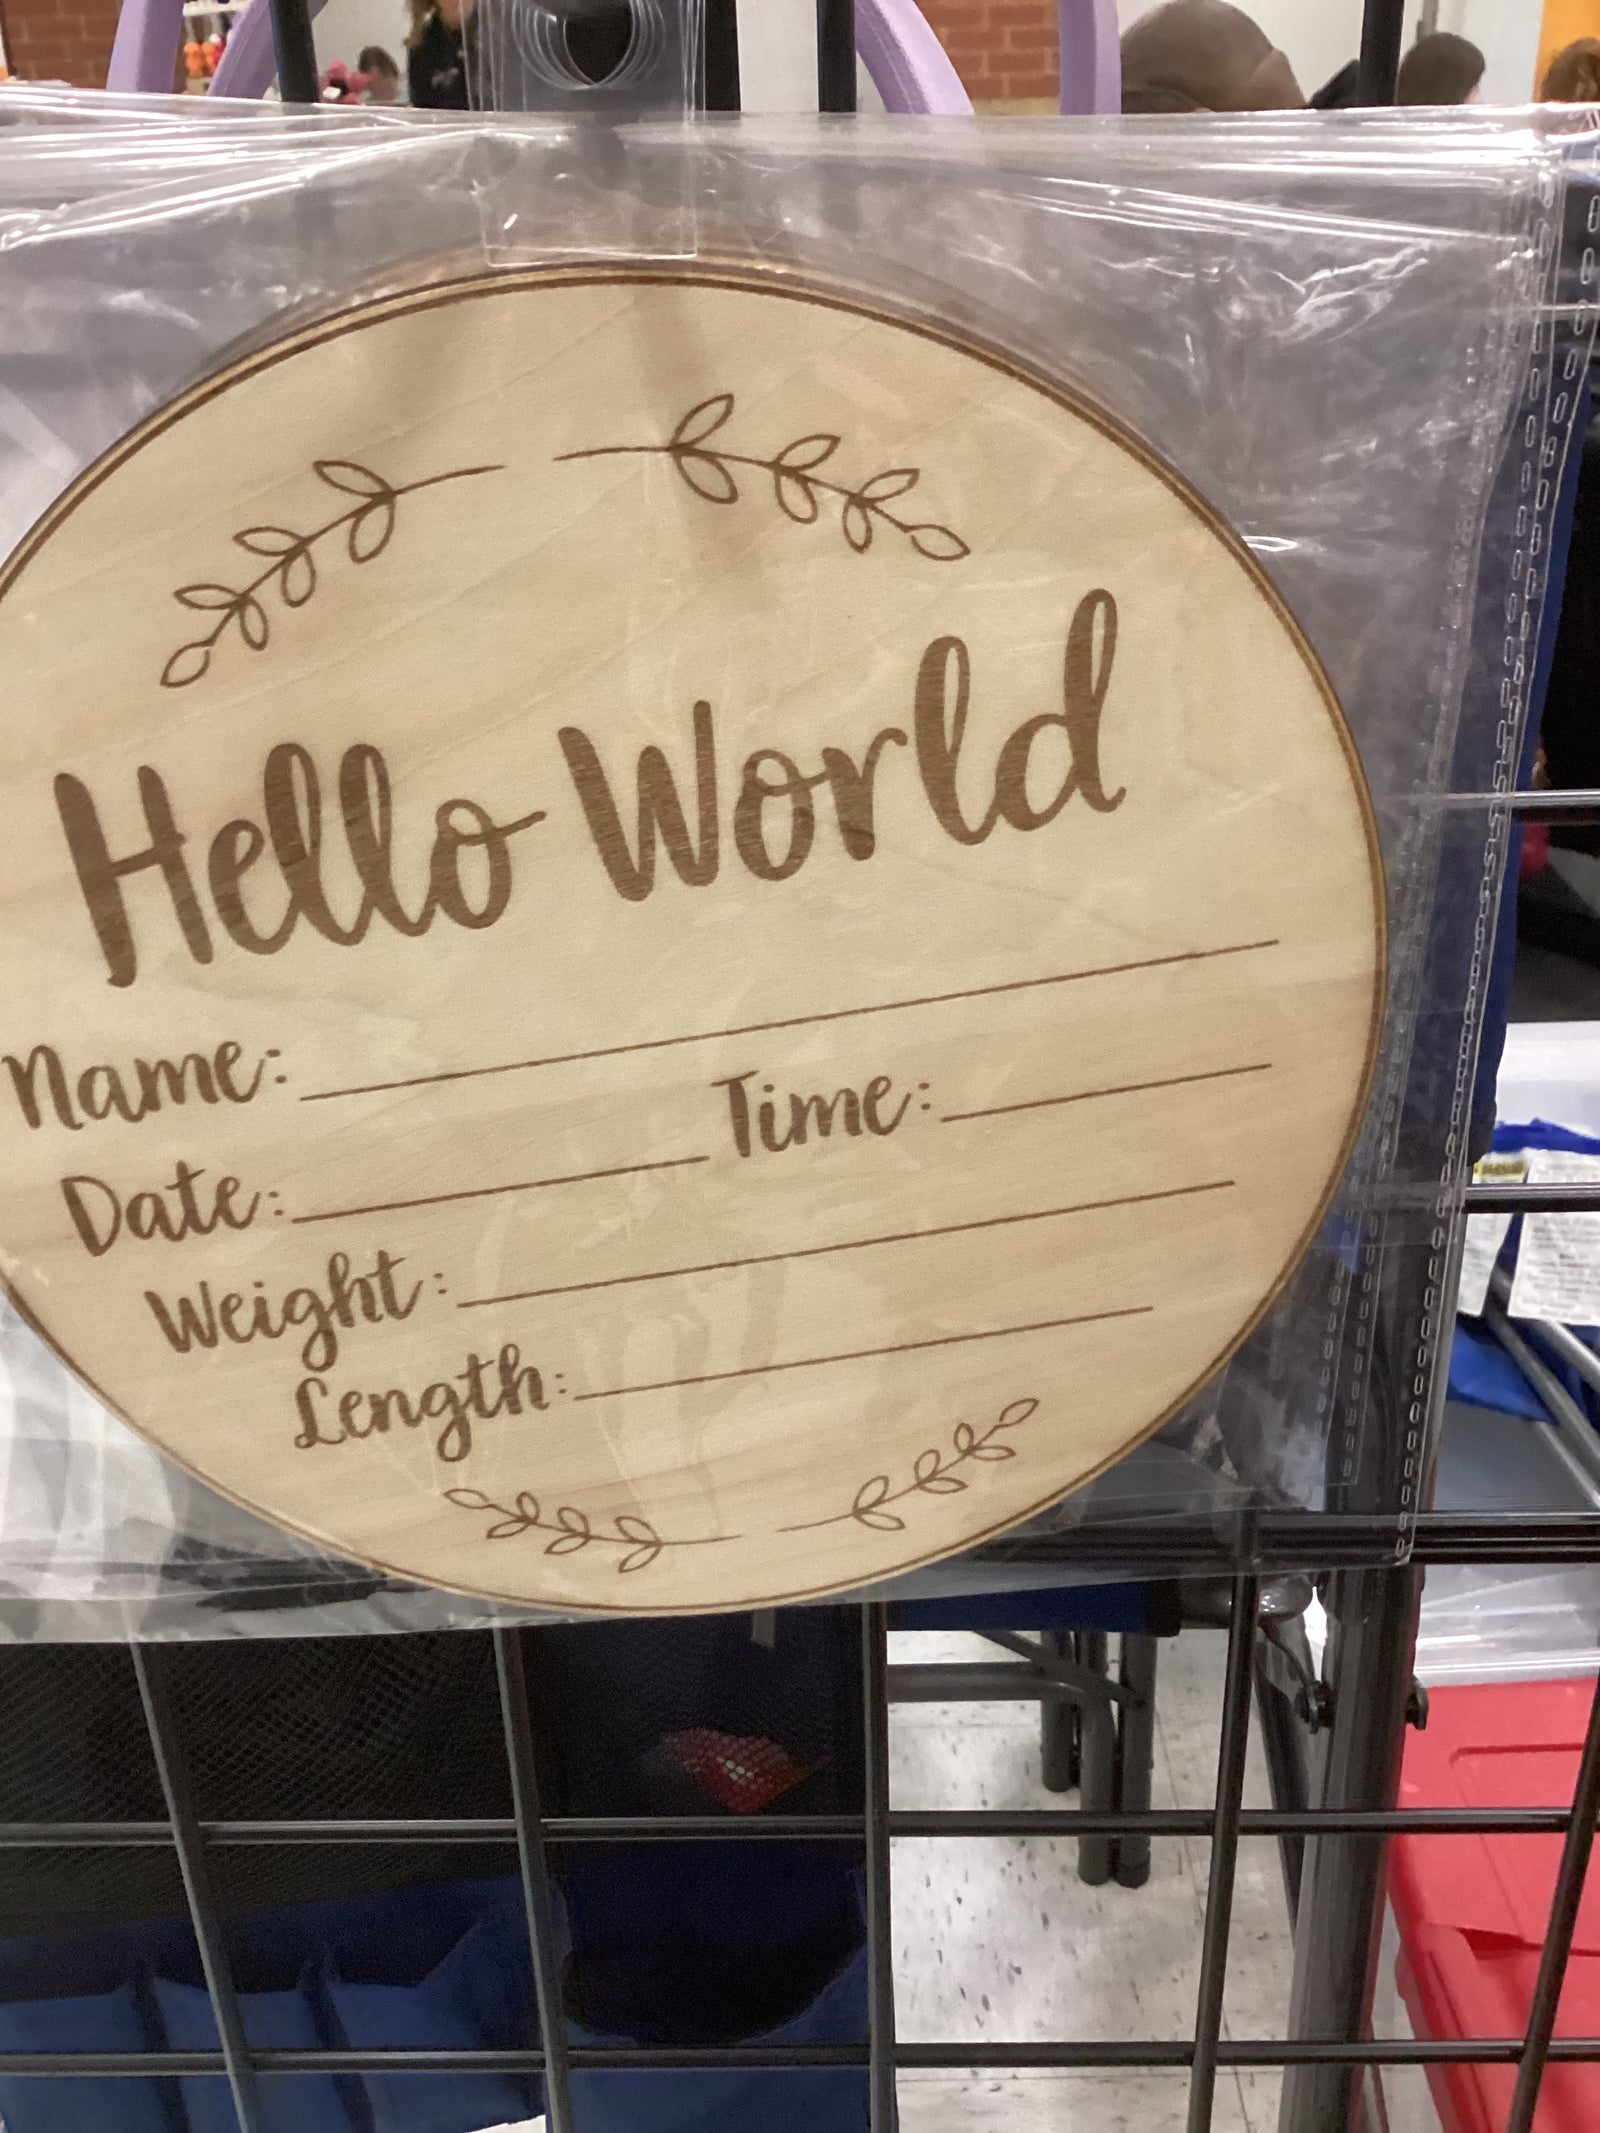 Hello World
Name:
Date: Time:
Weight:
Length: